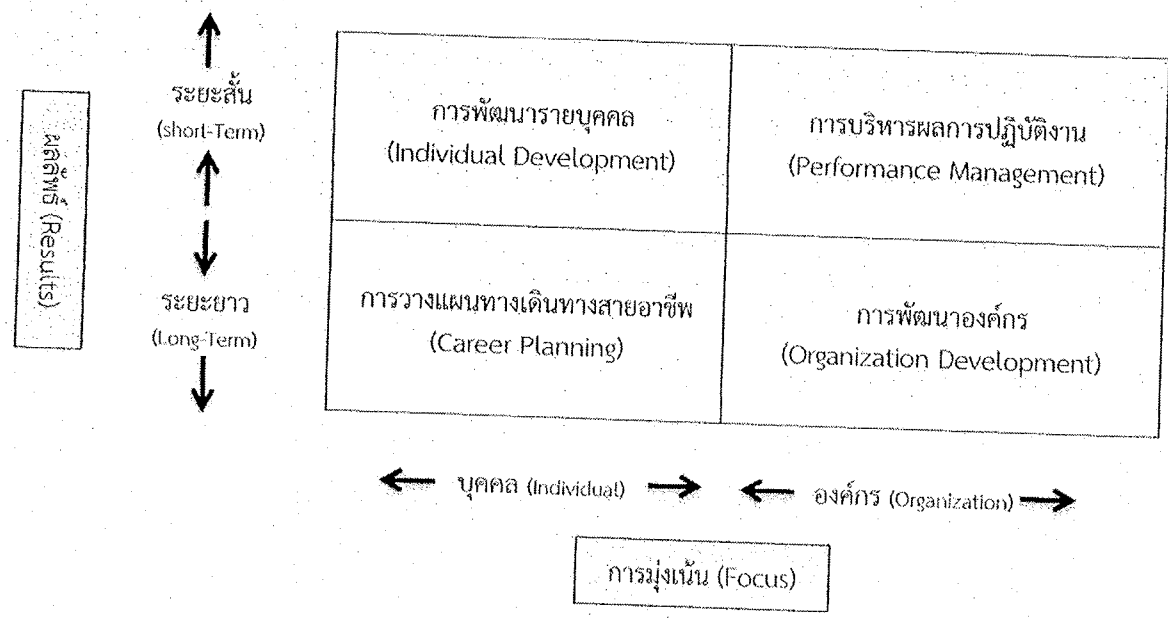 ผลลัพธ์ (Results)
ระยะสั้น
(short-Term)
ระยะยาว
(Long-Term)
การพัฒนารายบุคคล
(Individual Development)
การบริหารผลการปฏิบัติงาน
(Performance Management)
การวางแผนทางเดินทางสายอาชีพ
(Career Planning)
การพัฒนาองค์กร
(Organization Development)
บุคคล (Individual)
องค์กร (Organization)
การมุ่งเน้น (Focus)